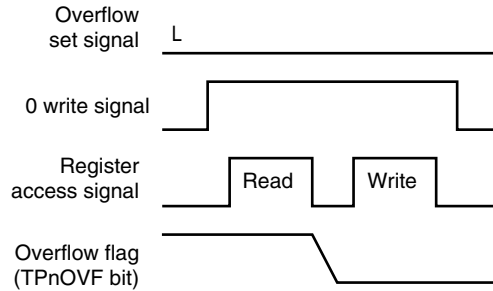 Overflow
set signal
L
0 write signal
Register
access signal
Read
Write
Overflow flag
(TPnOVF bit)